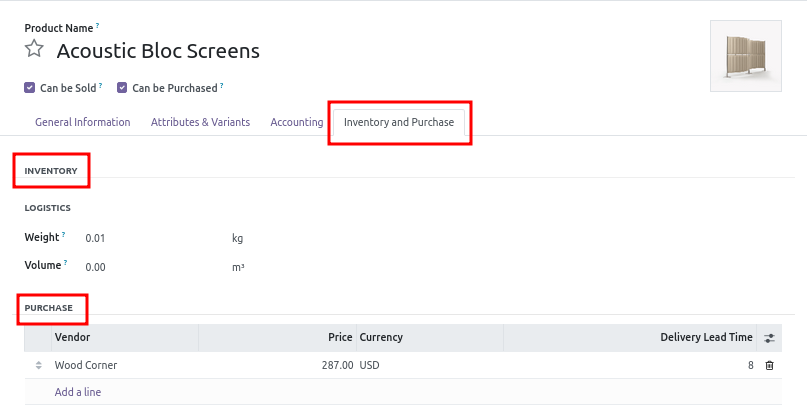 Product Name ?
Acoustic Bloc Screens
Can be Sold ? Can be Purchased ?
General Information Attributes & Variants Accounting Inventory and Purchase
INVENTORY
LOGISTICS
Weight ? 0.01 kg
Volume ? 0.00 m³
PURCHASE
Vendor Price Currency Delivery Lead Time
Wood Corner 287.00 USD 8
Add a line